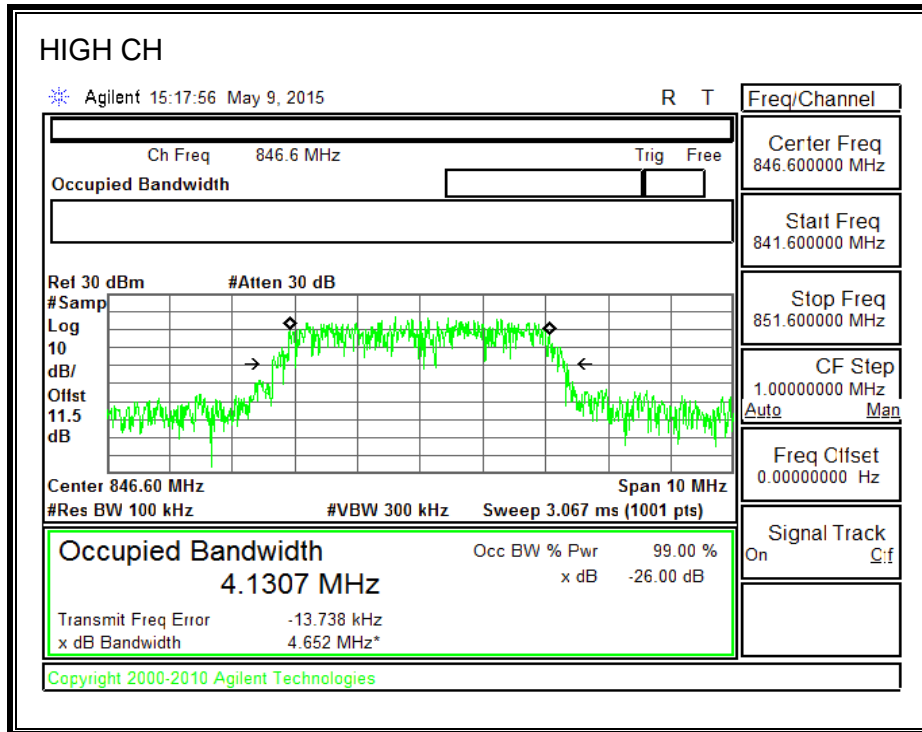 HIGH CH
Agilent 15:17:56 May 9, 2015 R T
Freq/Channel
Ch Freq 846.6 MHz Trig Free
Occupied Bandwidth
Center Freq
846.600000 MHz
Start Freq
841.600000 MHz
Stop Freq
851.600000 MHz
CF Step
1.00000000 MHz
Auto Man
Freq Offset
0.00000000 Hz
Signal Track
On Off
Ref 30 dBm #Atten 30 dB
#Samp
Log
10
dB/
Offst
11.5
dB
Center 846.60 MHz Span 10 MHz
#Res BW 100 kHz #VBW 300 kHz Sweep 3.067 ms (1001 pts)
Occupied Bandwidth Occ BW % Pwr 99.00 %
4.1307 MHz x dB -26.00 dB
Transmit Freq Error -13.738 kHz
x dB Bandwidth 4.652 MHz*
Copyright 2000-2010 Agilent Technologies